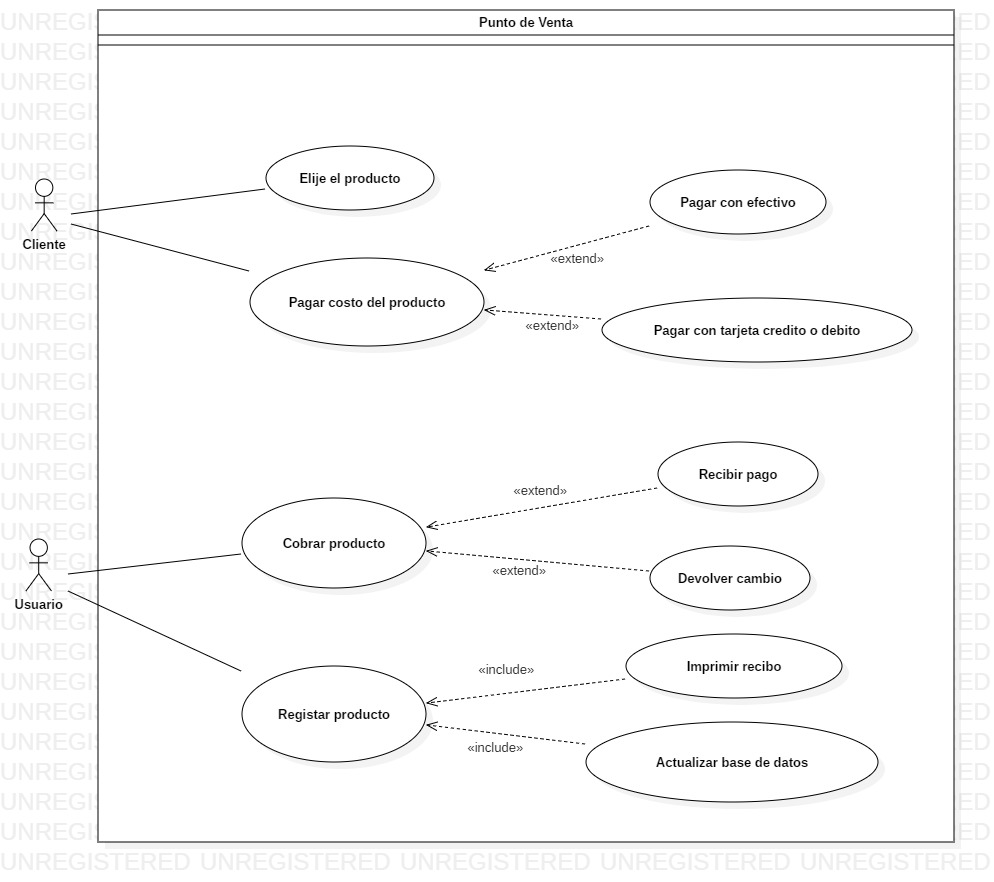 Punto de Venta
Elije el producto
Pagar con efectivo
Cliente
«extend»
Pagar costo del producto
«extend»
Pagar con tarjeta credito o debito
Recibir pago
«extend»
Cobrar producto
«extend»
Devolver cambio
Usuario
Imprimir recibo
«include»
Registar producto
«include»
Actualizar base de datos
UNREGISTERED UNREGISTERED UNREGISTERED UNREGISTERED UNREGISTERED